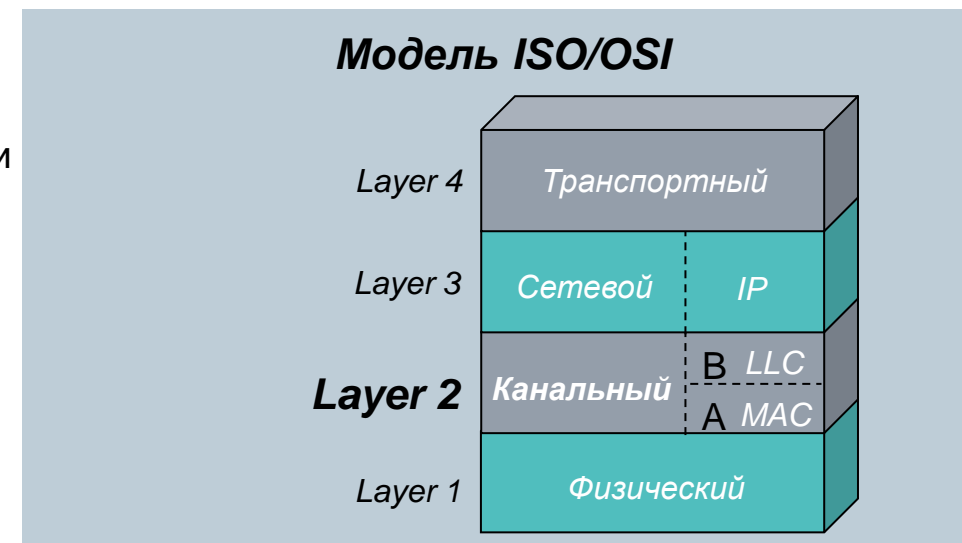 Модель ISO/OSI
и
Layer 4 Транспортный
Layer 3 Сетевой IP
B LLC
Layer 2 Канальный
A MAC
Layer 1 Физический